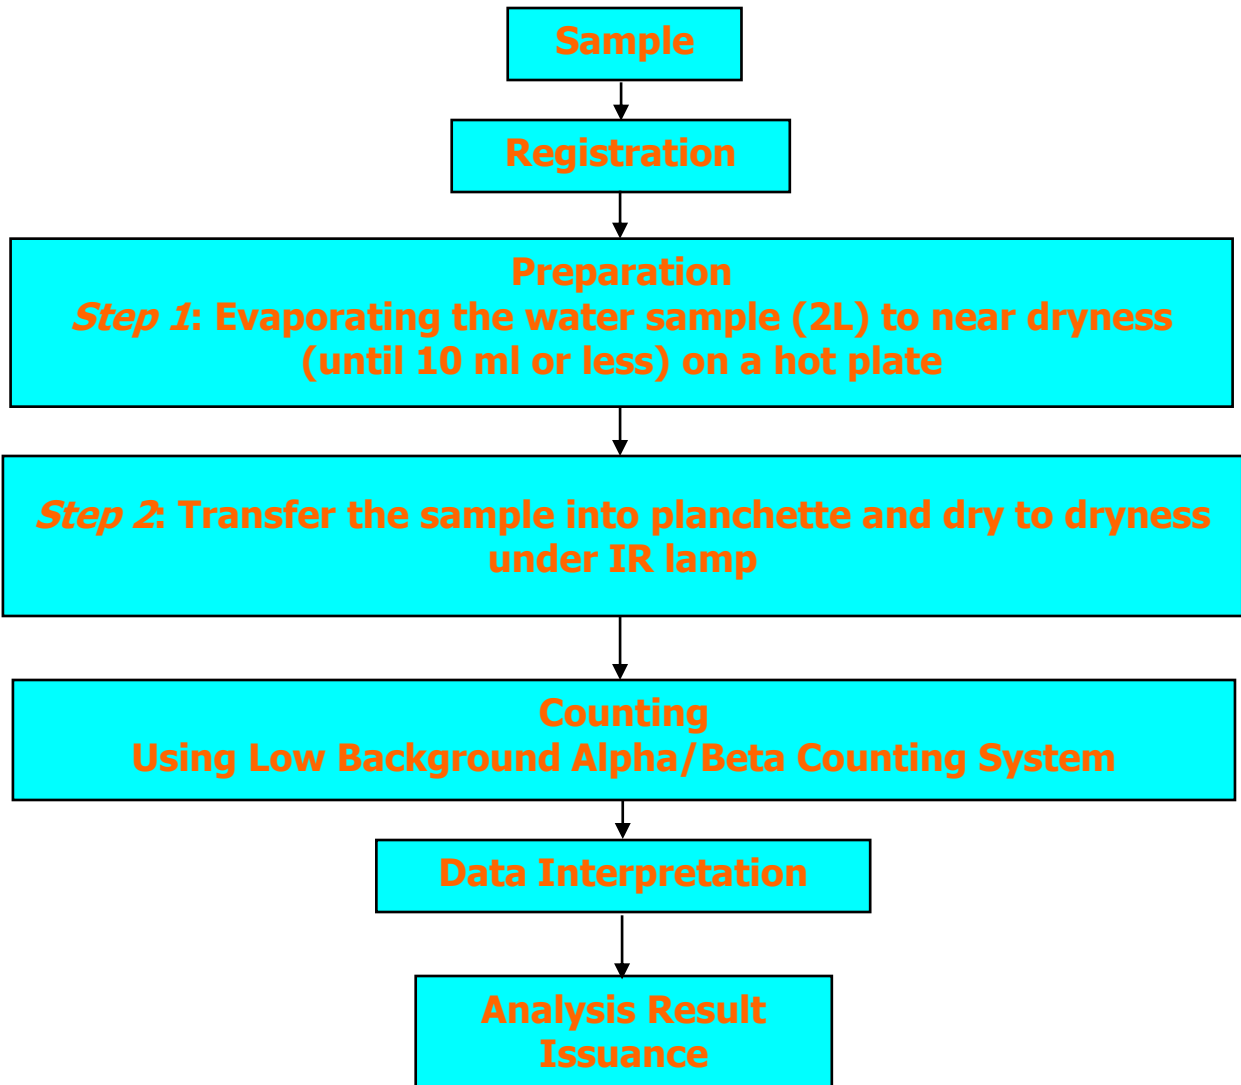 Sample
Registration
Preparation
Step 1: Evaporating the water sample (2L) to near dryness
(until 10 ml or less) on a hot plate
Step 2: Transfer the sample into planchette and dry to dryness
under IR lamp
Counting
Using Low Background Alpha/Beta Counting System
Data Interpretation
Analysis Result
Issuance